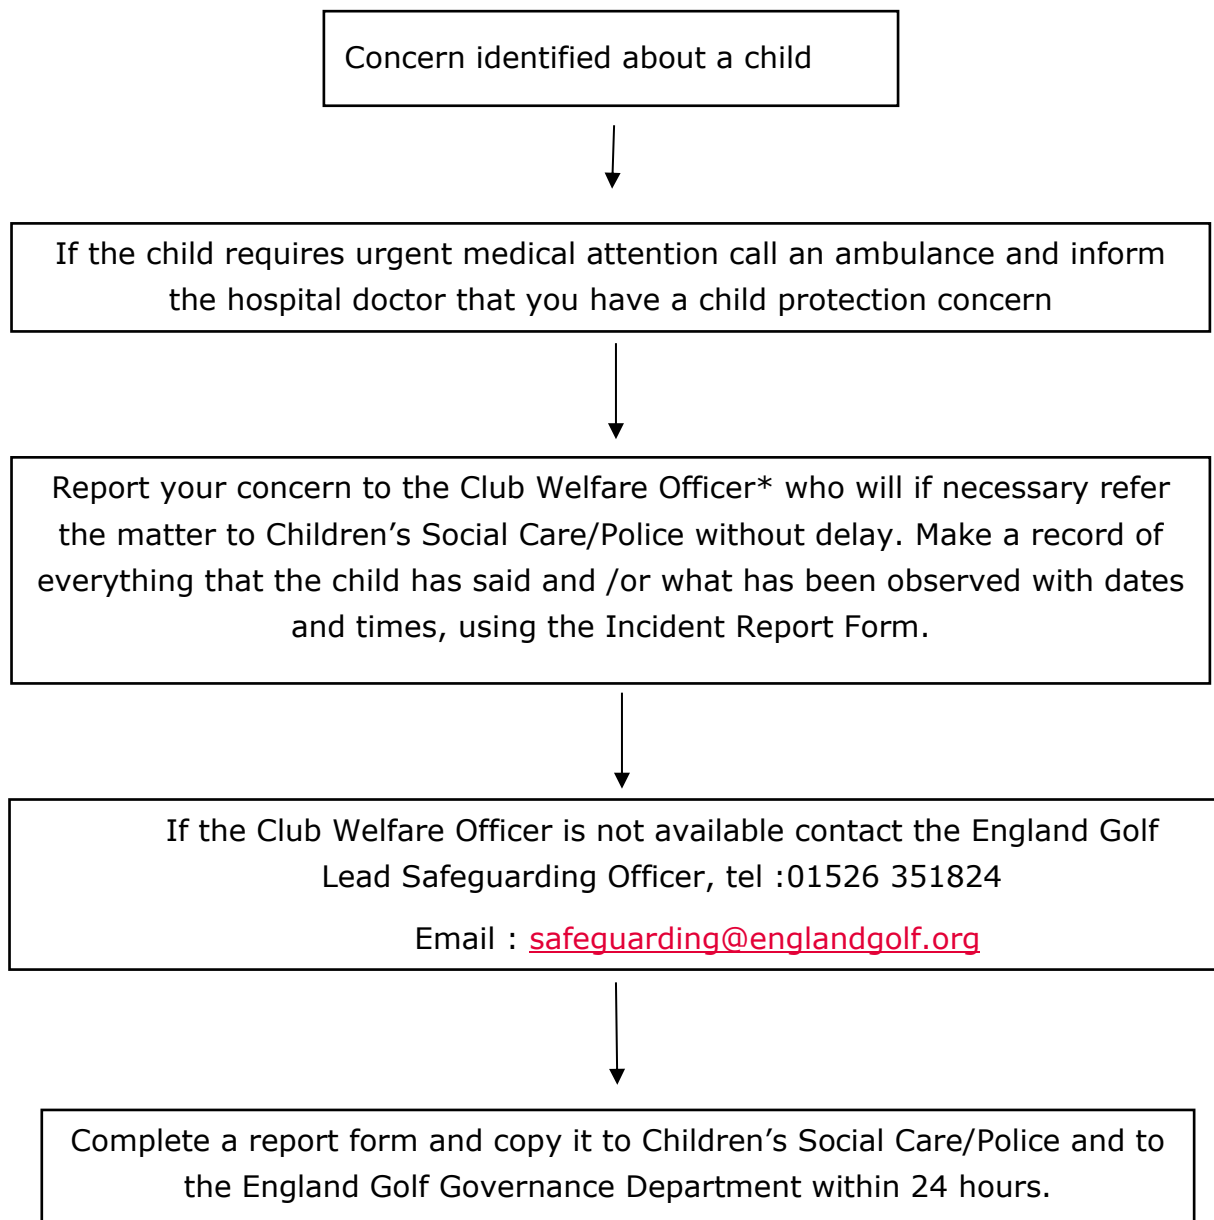 Concern identified about a child
If the child requires urgent medical attention call an ambulance and inform
the hospital doctor that you have a child protection concern
Report your concern to the Club Welfare Officer* who will if necessary refer
the matter to Children’s Social Care/Police without delay. Make a record of
everything that the child has said and /or what has been observed with dates
and times, using the Incident Report Form.
If the Club Welfare Officer is not available contact the England Golf
Lead Safeguarding Officer, tel :01526 351824
Email : safeguarding@englandgolf.org
Complete a report form and copy it to Children’s Social Care/Police and to
the England Golf Governance Department within 24 hours.